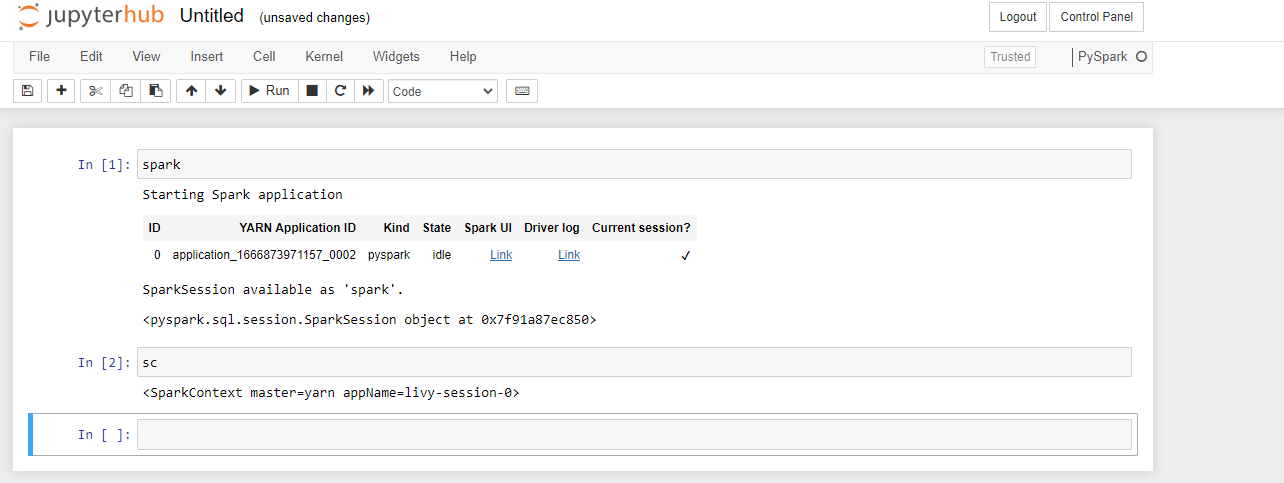 jupyterhub Untitled (unsaved changes) Logout Control Panel
File Edit View Insert Cell Kernel Widgets Help Trusted PySpark
Run Code
In [1]: spark
Starting Spark application
ID YARN Application ID Kind State Spark UI Driver log Current session?
0 application_1666873971157_0002 pyspark idle Link Link ✓
SparkSession available as 'spark'.
<pyspark.sql.session.SparkSession object at 0x7f91a87ec850>
In [2]: sc
<SparkContext master=yarn appName=livy-session-0>
In [ ]: